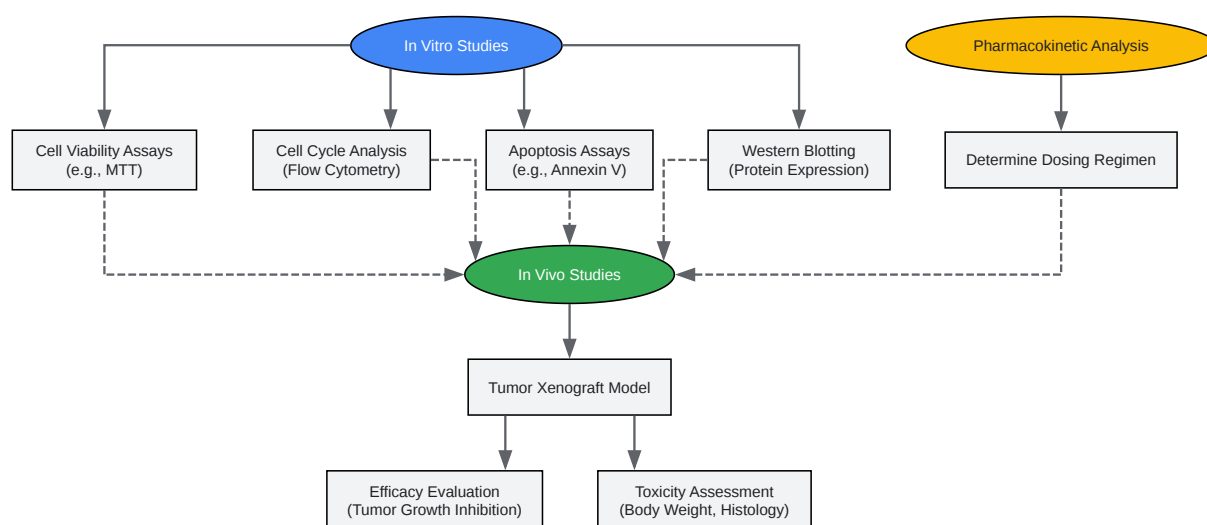 In Vitro Studies
Pharmacokinetic Analysis
Cell Viability Assays
(e.g., MTT)
Cell Cycle Analysis
(Flow Cytometry)
Apoptosis Assays
(e.g., Annexin V)
Western Blotting
(Protein Expression)
Determine Dosing Regimen
In Vivo Studies
Tumor Xenograft Model
Efficacy Evaluation
(Tumor Growth Inhibition)
Toxicity Assessment
(Body Weight, Histology)